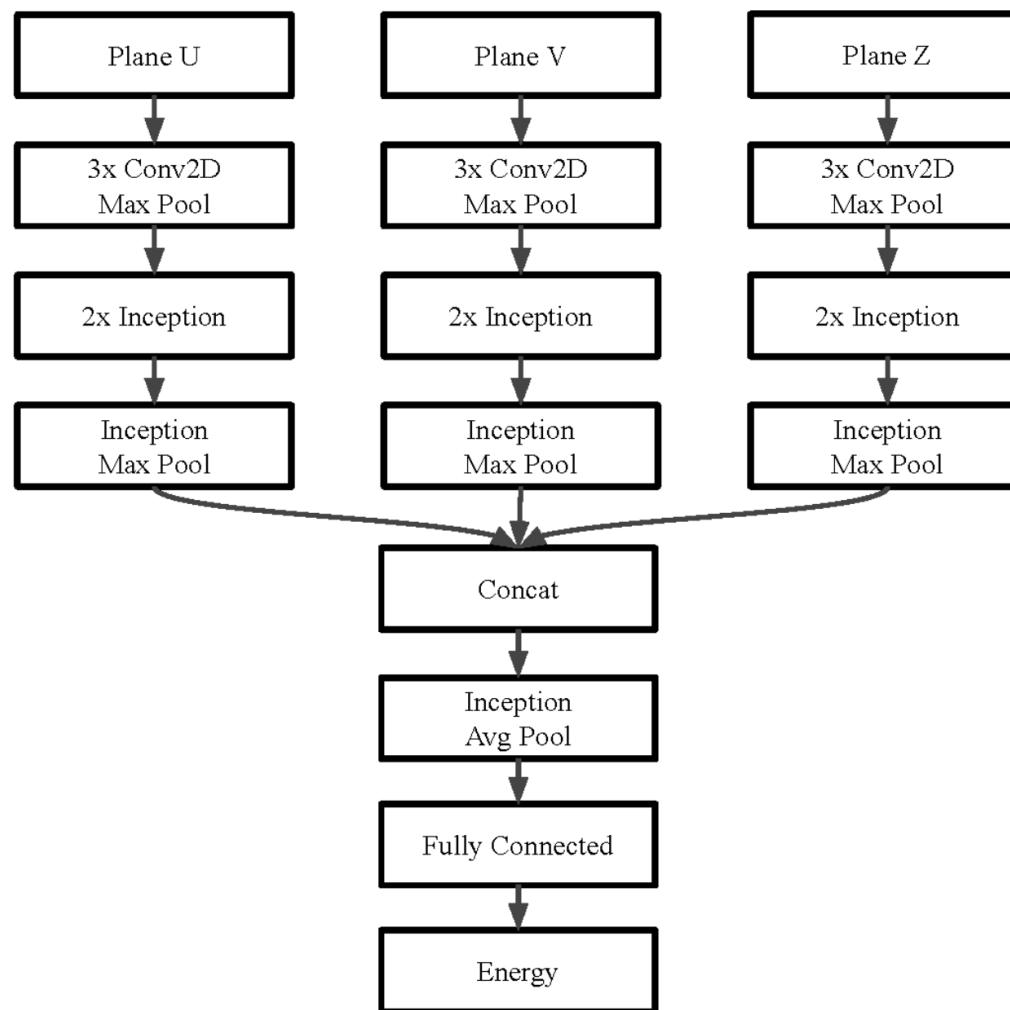 Plane U
Plane V
Plane Z
3x Conv2D
Max Pool
3x Conv2D
Max Pool
3x Conv2D
Max Pool
2x Inception
2x Inception
2x Inception
Inception
Max Pool
Inception
Max Pool
Inception
Max Pool
Concat
Inception
Avg Pool
Fully Connected
Energy